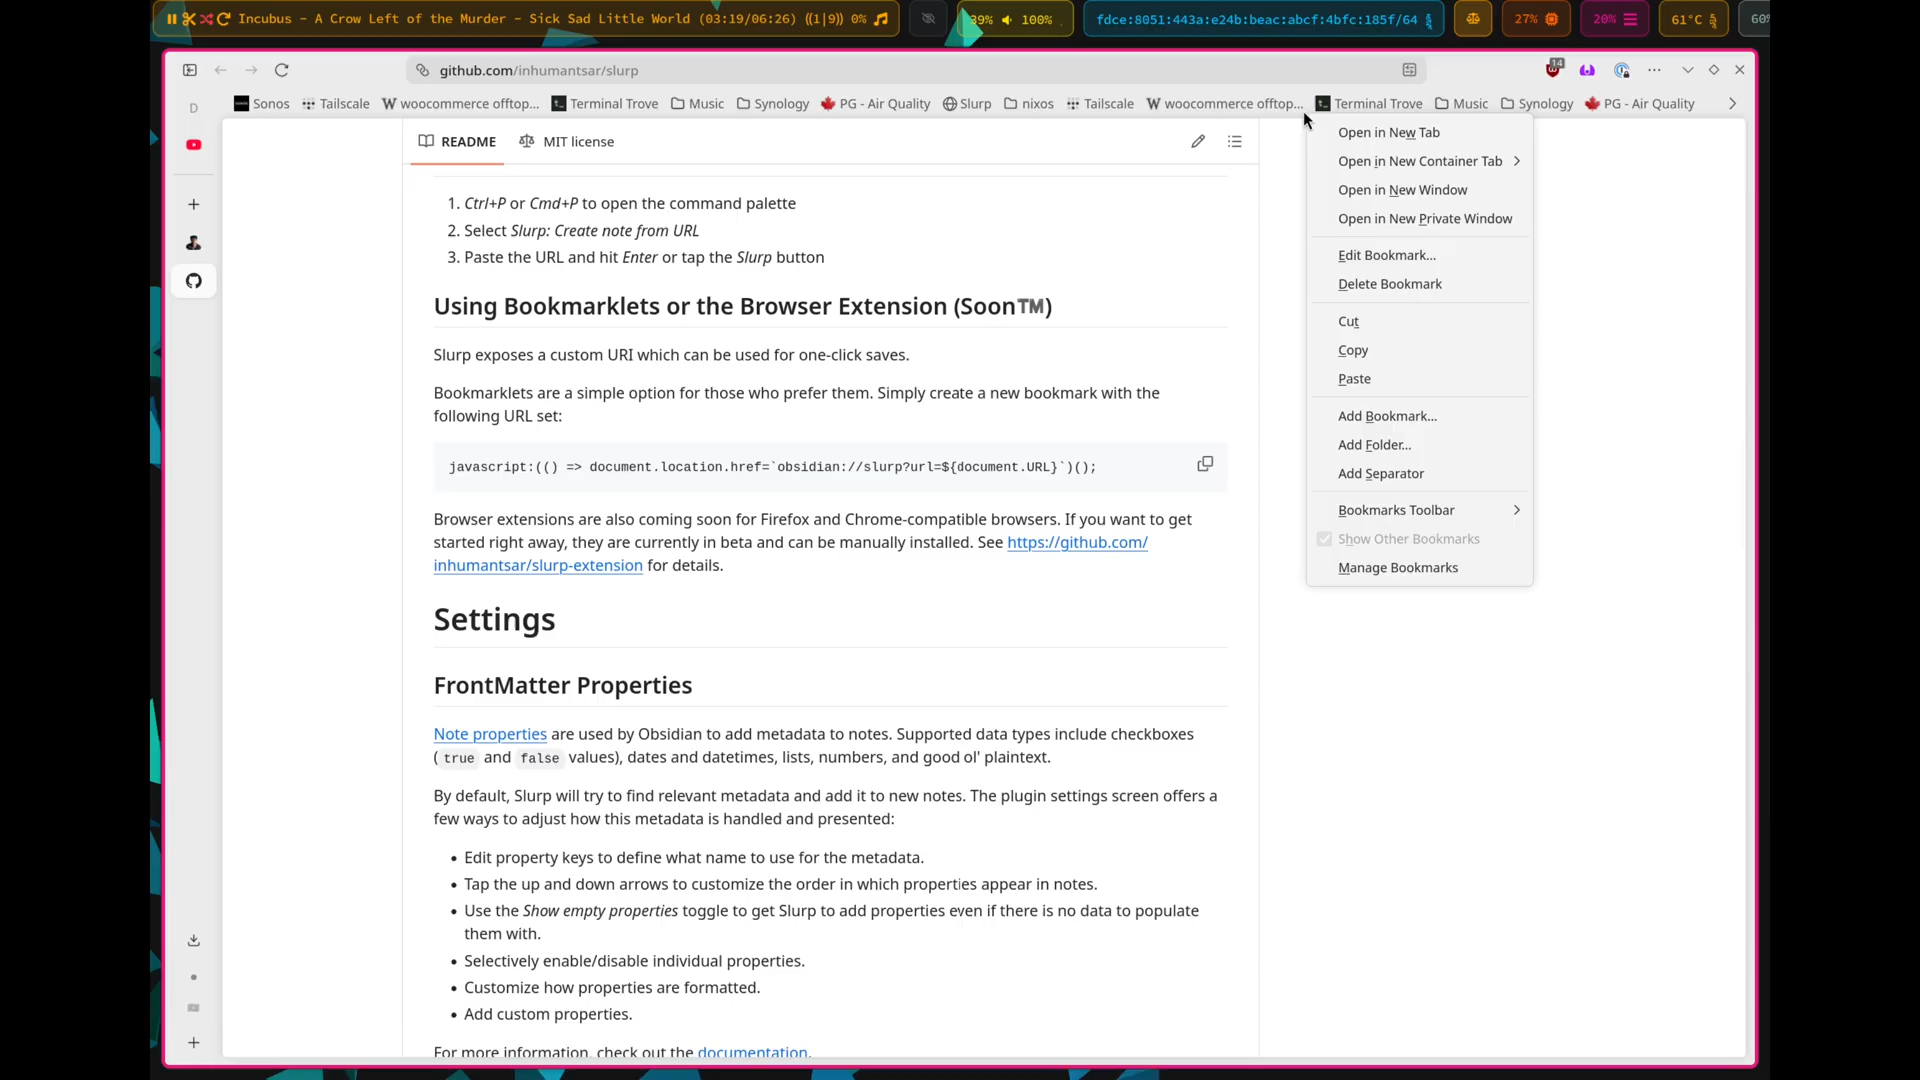 Incubus - A Crow Left of the Murder - Sick Sad Little World (03:19/06:26) ((1|9) 0%
39% 100%
fdce:8051:443a:e24b:beac:abcf:4bfc:185f/64
27%
20%
61°C
60%
github.com/inhumantsar/slurp
14
D
Sonos Tailscale woocommerce offtop... Terminal Trove Music Synology PG - Air Quality Slurp nixos Tailscale woocommerce offtop... Terminal Trove Music Synology PG - Air Quality
README MIT license
1. Ctrl+P or Cmd+P to open the command palette
2. Select Slurp: Create note from URL
3. Paste the URL and hit Enter or tap the Slurp button
Using Bookmarklets or the Browser Extension (Soon™️)
Slurp exposes a custom URI which can be used for one-click saves.
Bookmarklets are a simple option for those who prefer them. Simply create a new bookmark with the
following URL set:
javascript:(() => document.location.href=`obsidian://slurp?url=${document.URL}`)();
Browser extensions are also coming soon for Firefox and Chrome-compatible browsers. If you want to get
started right away, they are currently in beta and can be manually installed. See https://github.com/
inhumantsar/slurp-extension for details.
Settings
FrontMatter Properties
Note properties are used by Obsidian to add metadata to notes. Supported data types include checkboxes
( true and false values), dates and datetimes, lists, numbers, and good ol' plaintext.
By default, Slurp will try to find relevant metadata and add it to new notes. The plugin settings screen offers a
few ways to adjust how this metadata is handled and presented:
• Edit property keys to define what name to use for the metadata.
• Tap the up and down arrows to customize the order in which properties appear in notes.
• Use the Show empty properties toggle to get Slurp to add properties even if there is no data to populate
them with.
• Selectively enable/disable individual properties.
• Customize how properties are formatted.
• Add custom properties.
For more information, check out the documentation.
Open in New Tab
Open in New Container Tab
Open in New Window
Open in New Private Window
Edit Bookmark...
Delete Bookmark
Cut
Copy
Paste
Add Bookmark...
Add Folder...
Add Separator
Bookmarks Toolbar
Show Other Bookmarks
Manage Bookmarks